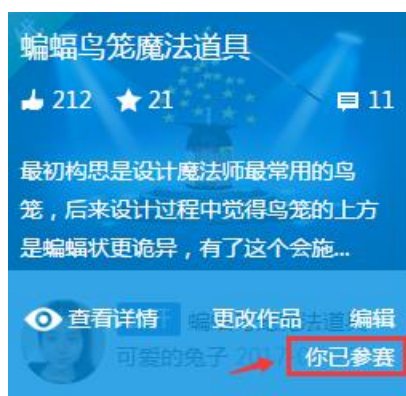 蝙蝠鸟笼魔法道具
212 21 11
最初构思是设计魔法师最常用的鸟
笼，后来设计过程中觉得鸟笼的上方
是蝙蝠状更诡异，有了这个会施...
查看详情 更改作品 编辑
可爱的兔子 你已参赛